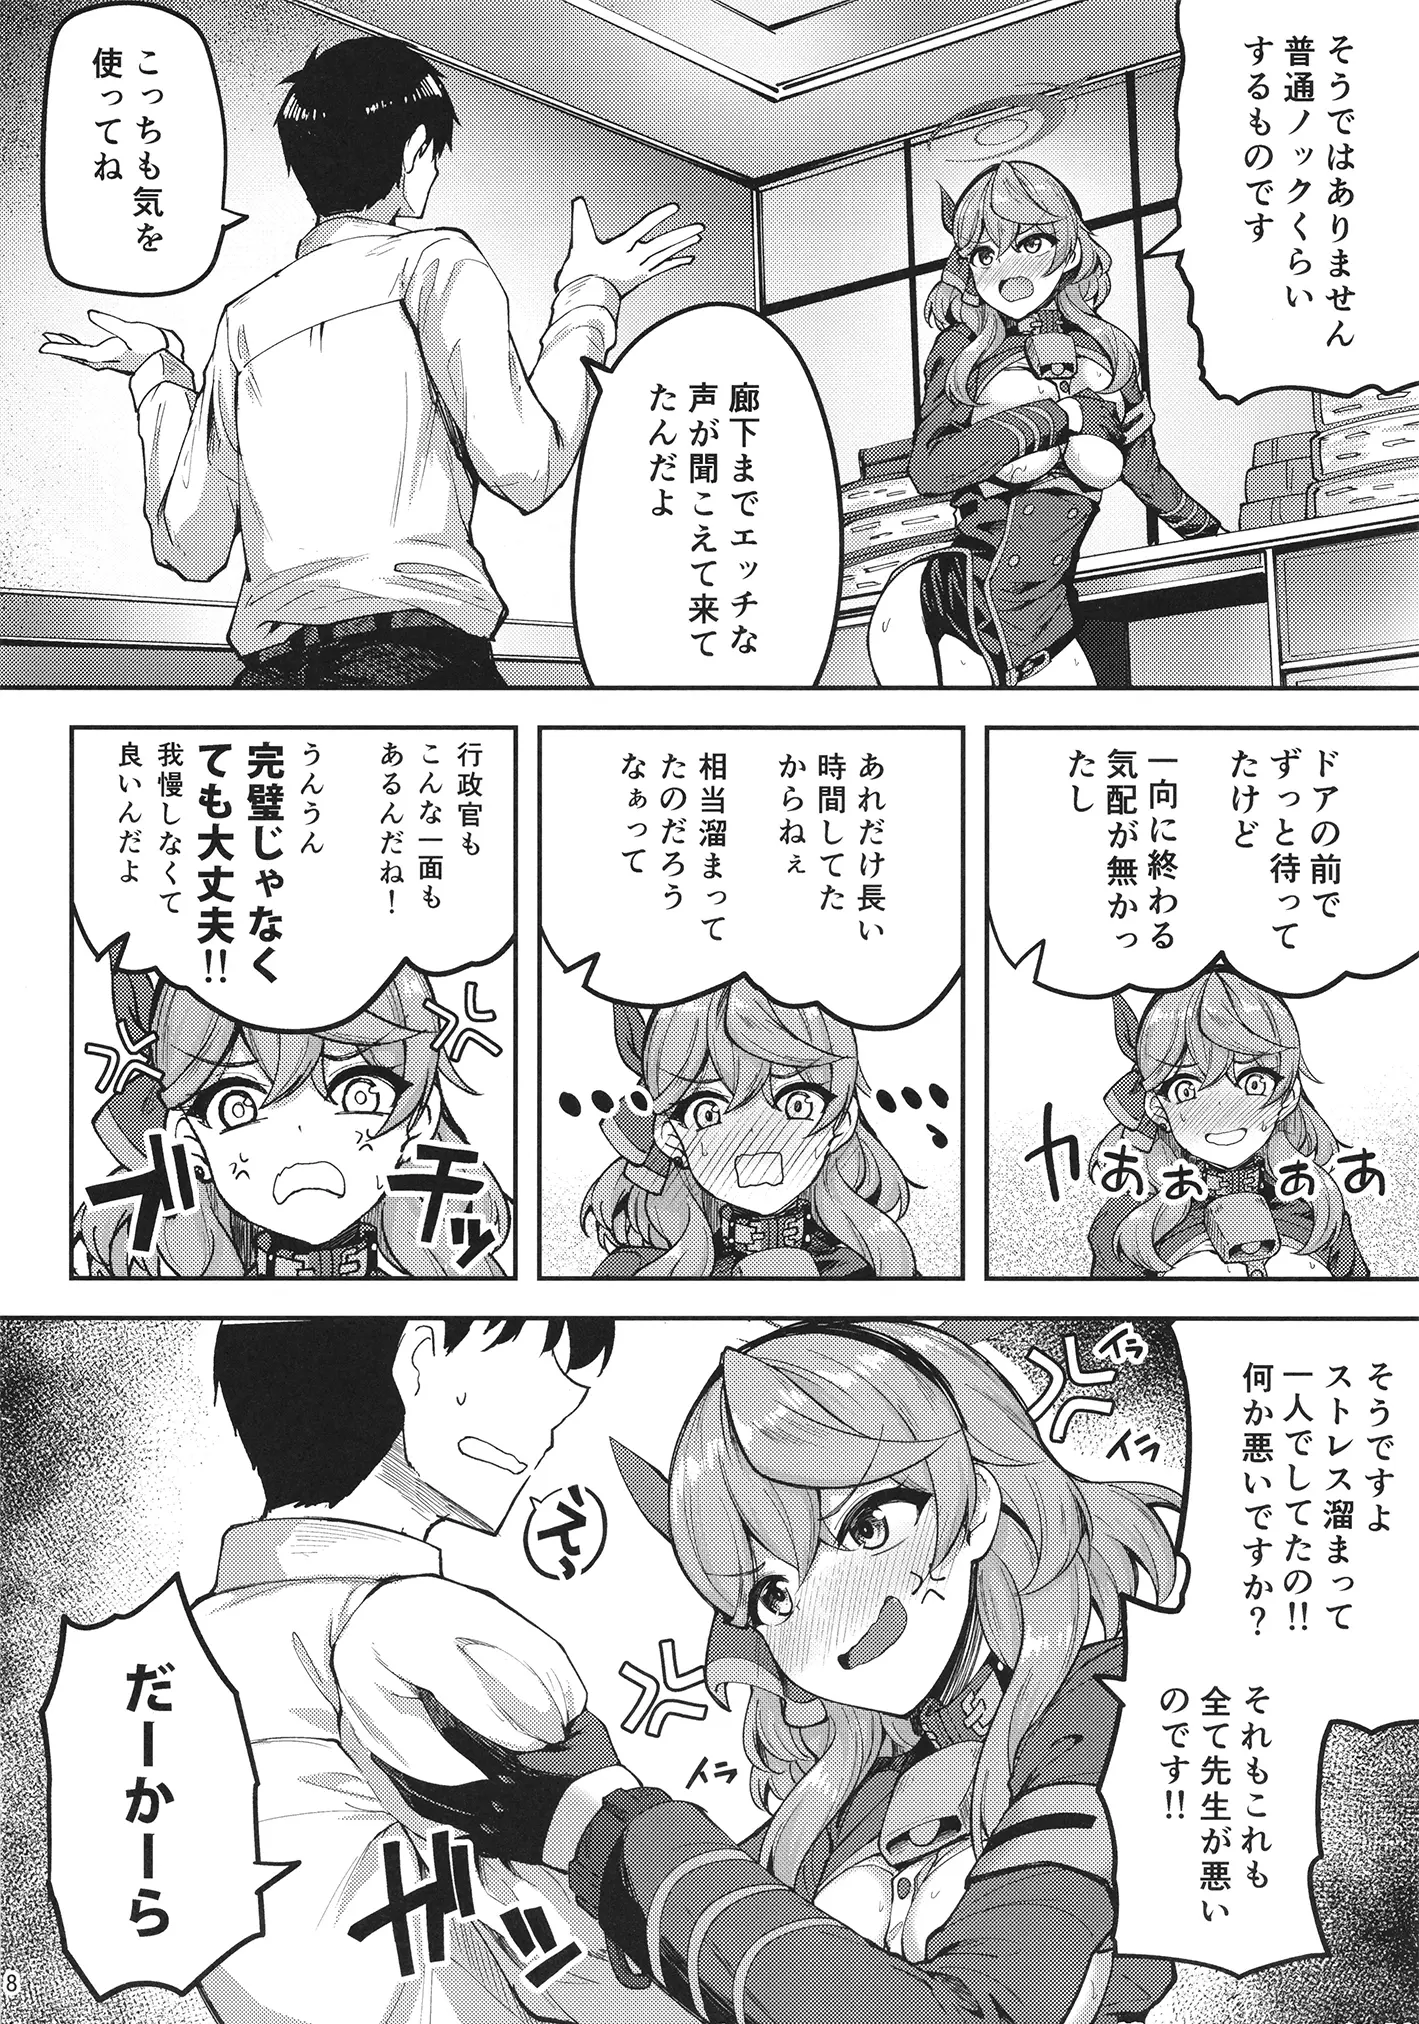 そうではありません
普通ノックくらい
するものです
廊下までエッチな
声が聞こえて来て
たんだよ
こっちも気を
使ってね
ドアの前で
ずっと待って
たけど
一向に終わる
気配が無かっ
たし
カあぁぁぁ
あれだけ長い
時間してた
からねぇ
相当溜まって
たのだろう
なぁって
行政官も
こんな一面も
あるんだね！
うんうん
完璧じゃなく
ても大丈夫!!
我慢しなくて
良いんだよ
ブチッ
そうですよ
ストレス溜まって
一人でしてたの!!
何か悪いですか？
それもこれも
全て先生が悪い
のです!!
イラ
イラ
イラ
えっ
ガシッ
だーかーら
8